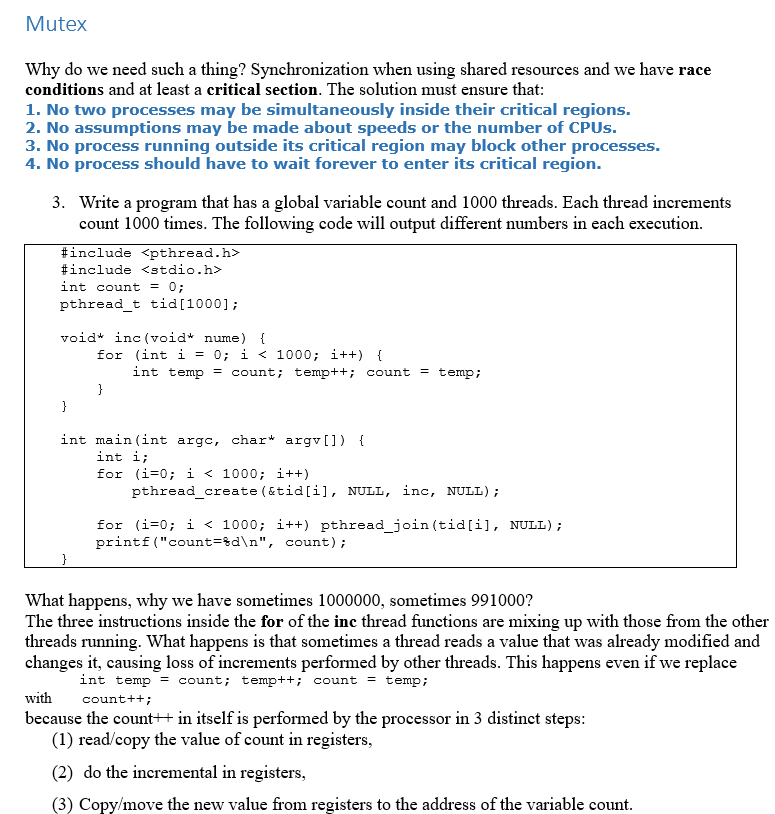 Mutex
Why do we need such a thing? Synchronization when using shared resources and we have race
conditions and at least a critical section. The solution must ensure that:
1. No two processes may be simultaneously inside their critical regions.
2. No assumptions may be made about speeds or the number of CPUs.
3. No process running outside its critical region may block other processes.
4. No process should have to wait forever to enter its critical region.
3. Write a program that has a global variable count and 1000 threads. Each thread increments
count 1000 times. The following code will output different numbers in each execution.
#include <pthread.h>
#include <stdio.h>
int count = 0;
pthread_t tid[1000];
void* inc(void* nume) {
for (int i = 0; i < 1000; i++) {
int temp = count; temp++; count = temp;
}
}
int main(int argc, char* argv[]) {
int i;
for (i=0; i < 1000; i++)
pthread_create(&tid[i], NULL, inc, NULL);
for (i=0; i < 1000; i++) pthread_join(tid[i], NULL);
printf("count=%d\n", count);
}
What happens, why we have sometimes 1000000, sometimes 991000?
The three instructions inside the for of the inc thread functions are mixing up with those from the other
threads running. What happens is that sometimes a thread reads a value that was already modified and
changes it, causing loss of increments performed by other threads. This happens even if we replace
int temp = count; temp++; count = temp;
with count++;
because the count++ in itself is performed by the processor in 3 distinct steps:
(1) read/copy the value of count in registers,
(2) do the incremental in registers,
(3) Copy/move the new value from registers to the address of the variable count.